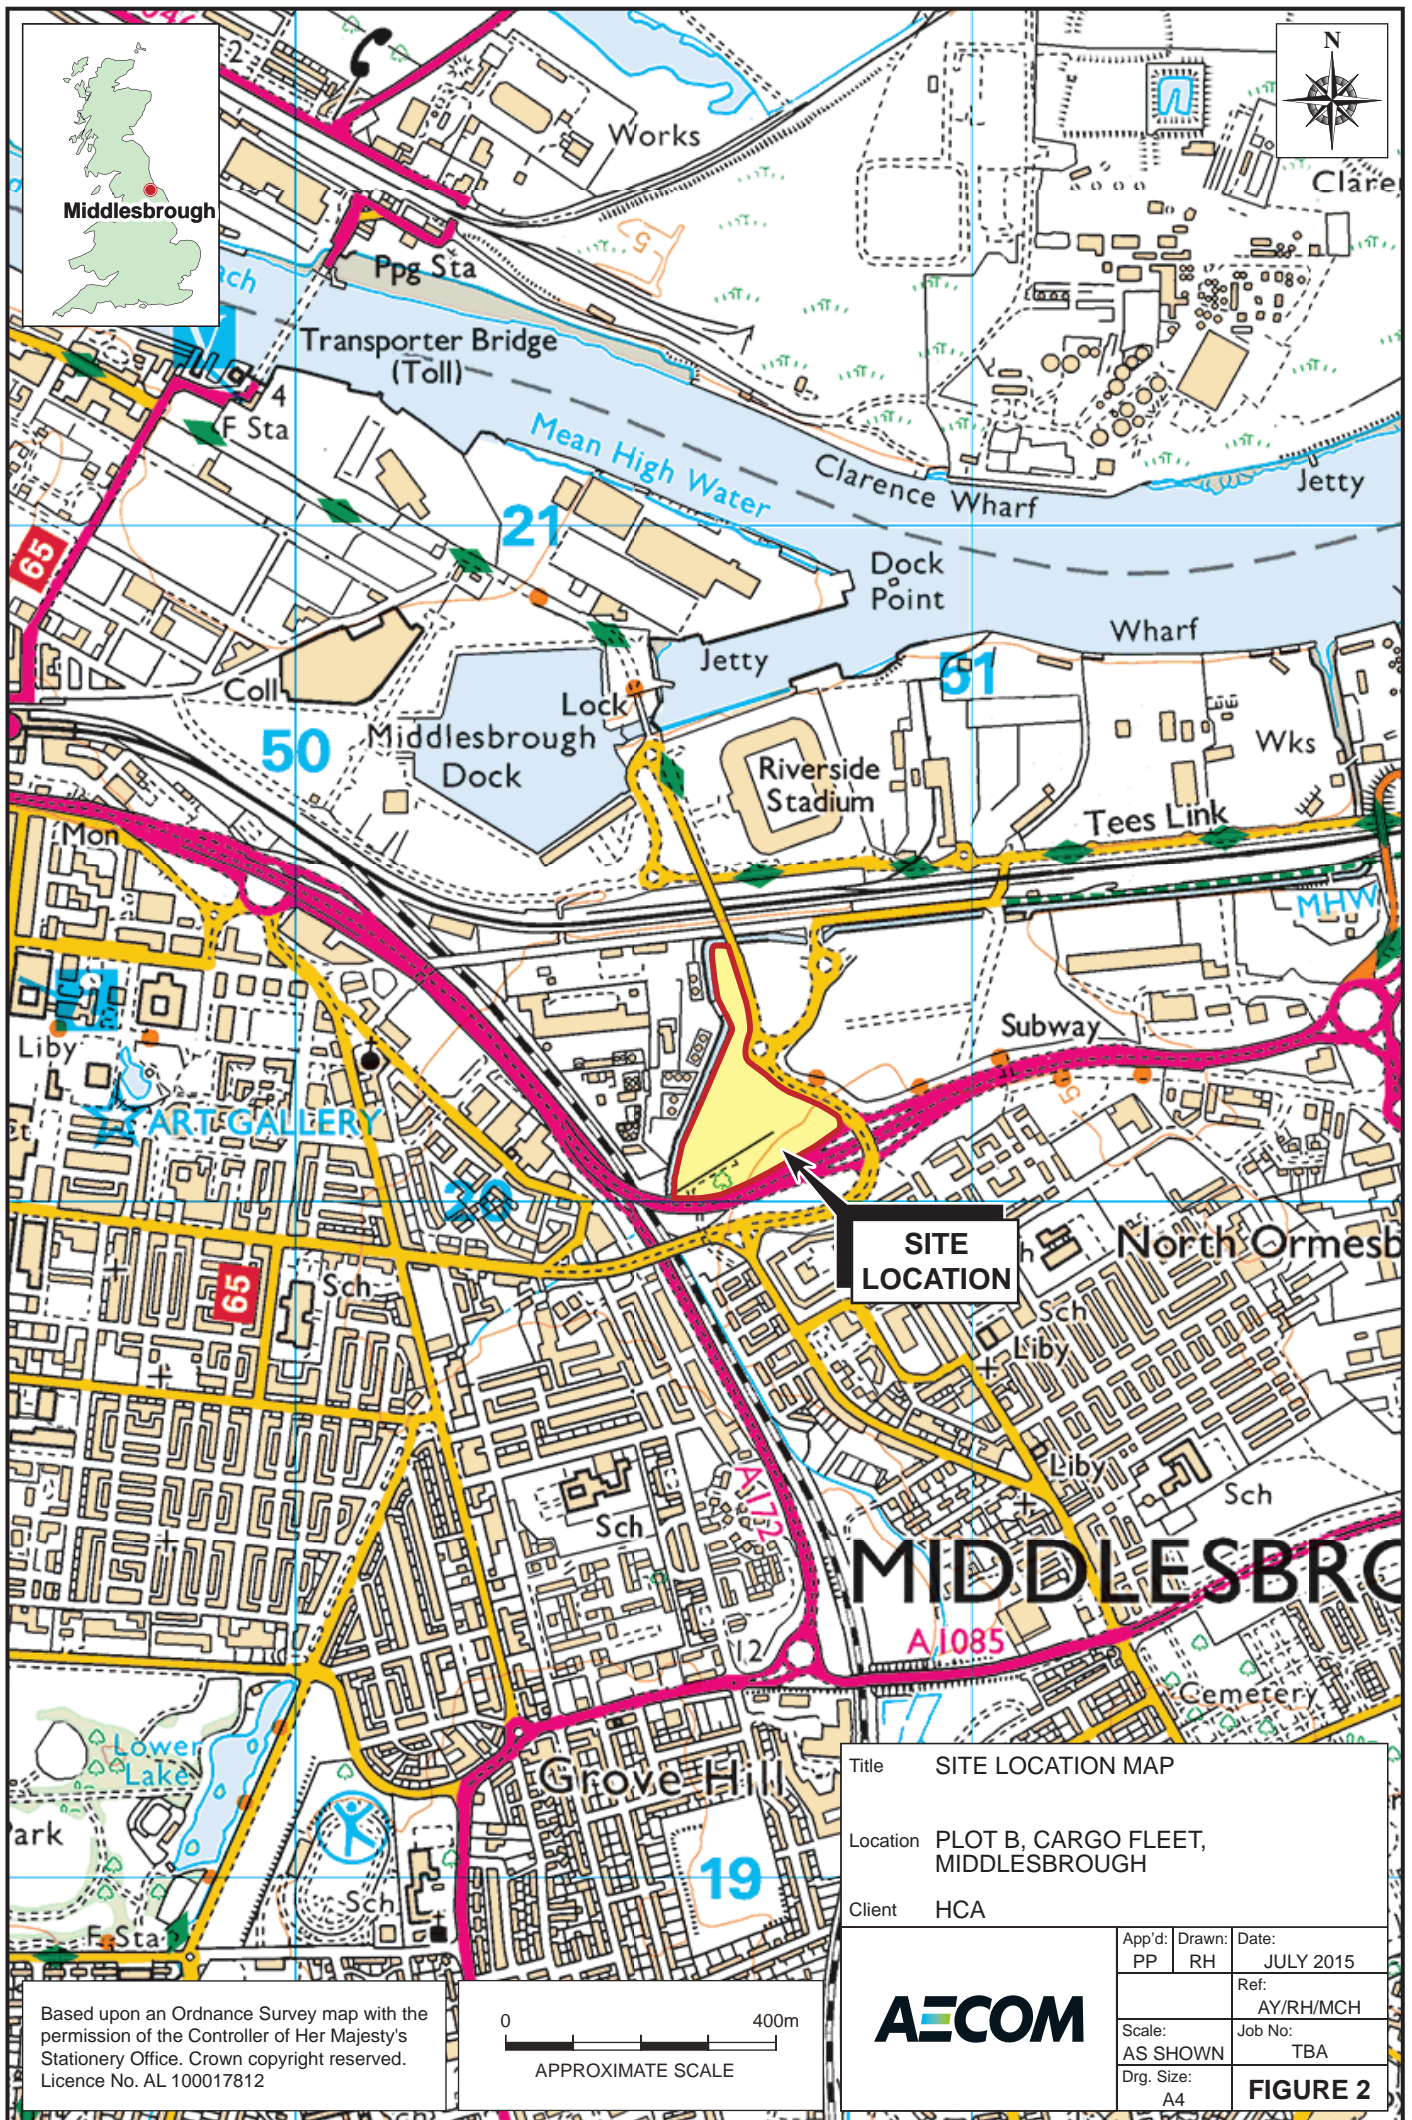 N
Middlesbrough
Works
2
5
Ppg Sta
Transporter Bridge
(Toll)
4
F Sta
Mean High Water
Clarence Wharf
Jetty
21
65
Dock
Point
Wharf
Jetty
51
Coll
Lock
50
Middlesbrough
Dock
Riverside
Stadium
Wks
Tees Link
Mon
MHW
Liby
Subway
5
ART GALLERY
20
SITE
LOCATION
North Ormesb
65
Sch
Sch
Liby
Liby
Sch
A172
Sch
MIDDLESBRO
12
A1085
Cemetery
Lower
Lake
Grove Hill
ark
19
Sch
F Sta
Title SITE LOCATION MAP
Location PLOT B, CARGO FLEET,
MIDDLESBROUGH
Client HCA
AECOM
App'd: Drawn: Date:
PP RH JULY 2015
Ref:
AY/RH/MCH
Scale: Job No:
AS SHOWN TBA
Drg. Size:
A4
FIGURE 2
Based upon an Ordnance Survey map with the
permission of the Controller of Her Majesty's
Stationery Office. Crown copyright reserved.
Licence No. AL 100017812
0 400m
APPROXIMATE SCALE